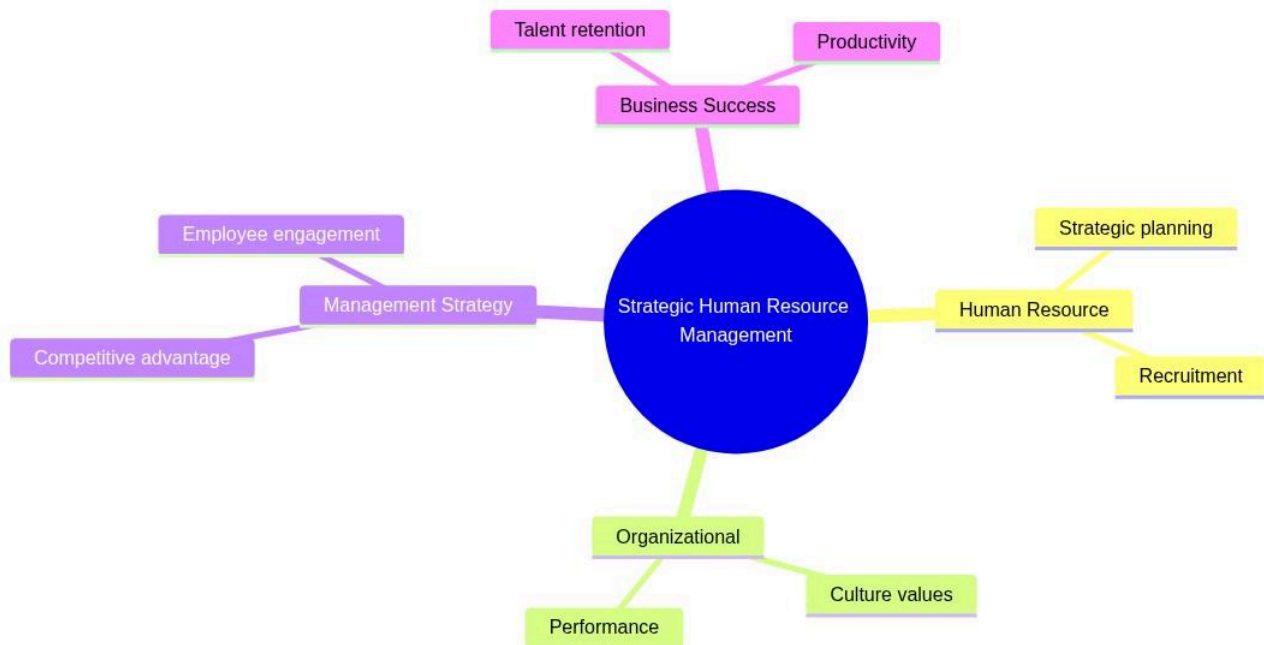 Talent retention
Productivity
Business Success
Employee engagement
Management Strategy
Competitive advantage
Strategic Human Resource
Management
Strategic planning
Human Resource
Recruitment
Organizational
Culture values
Performance